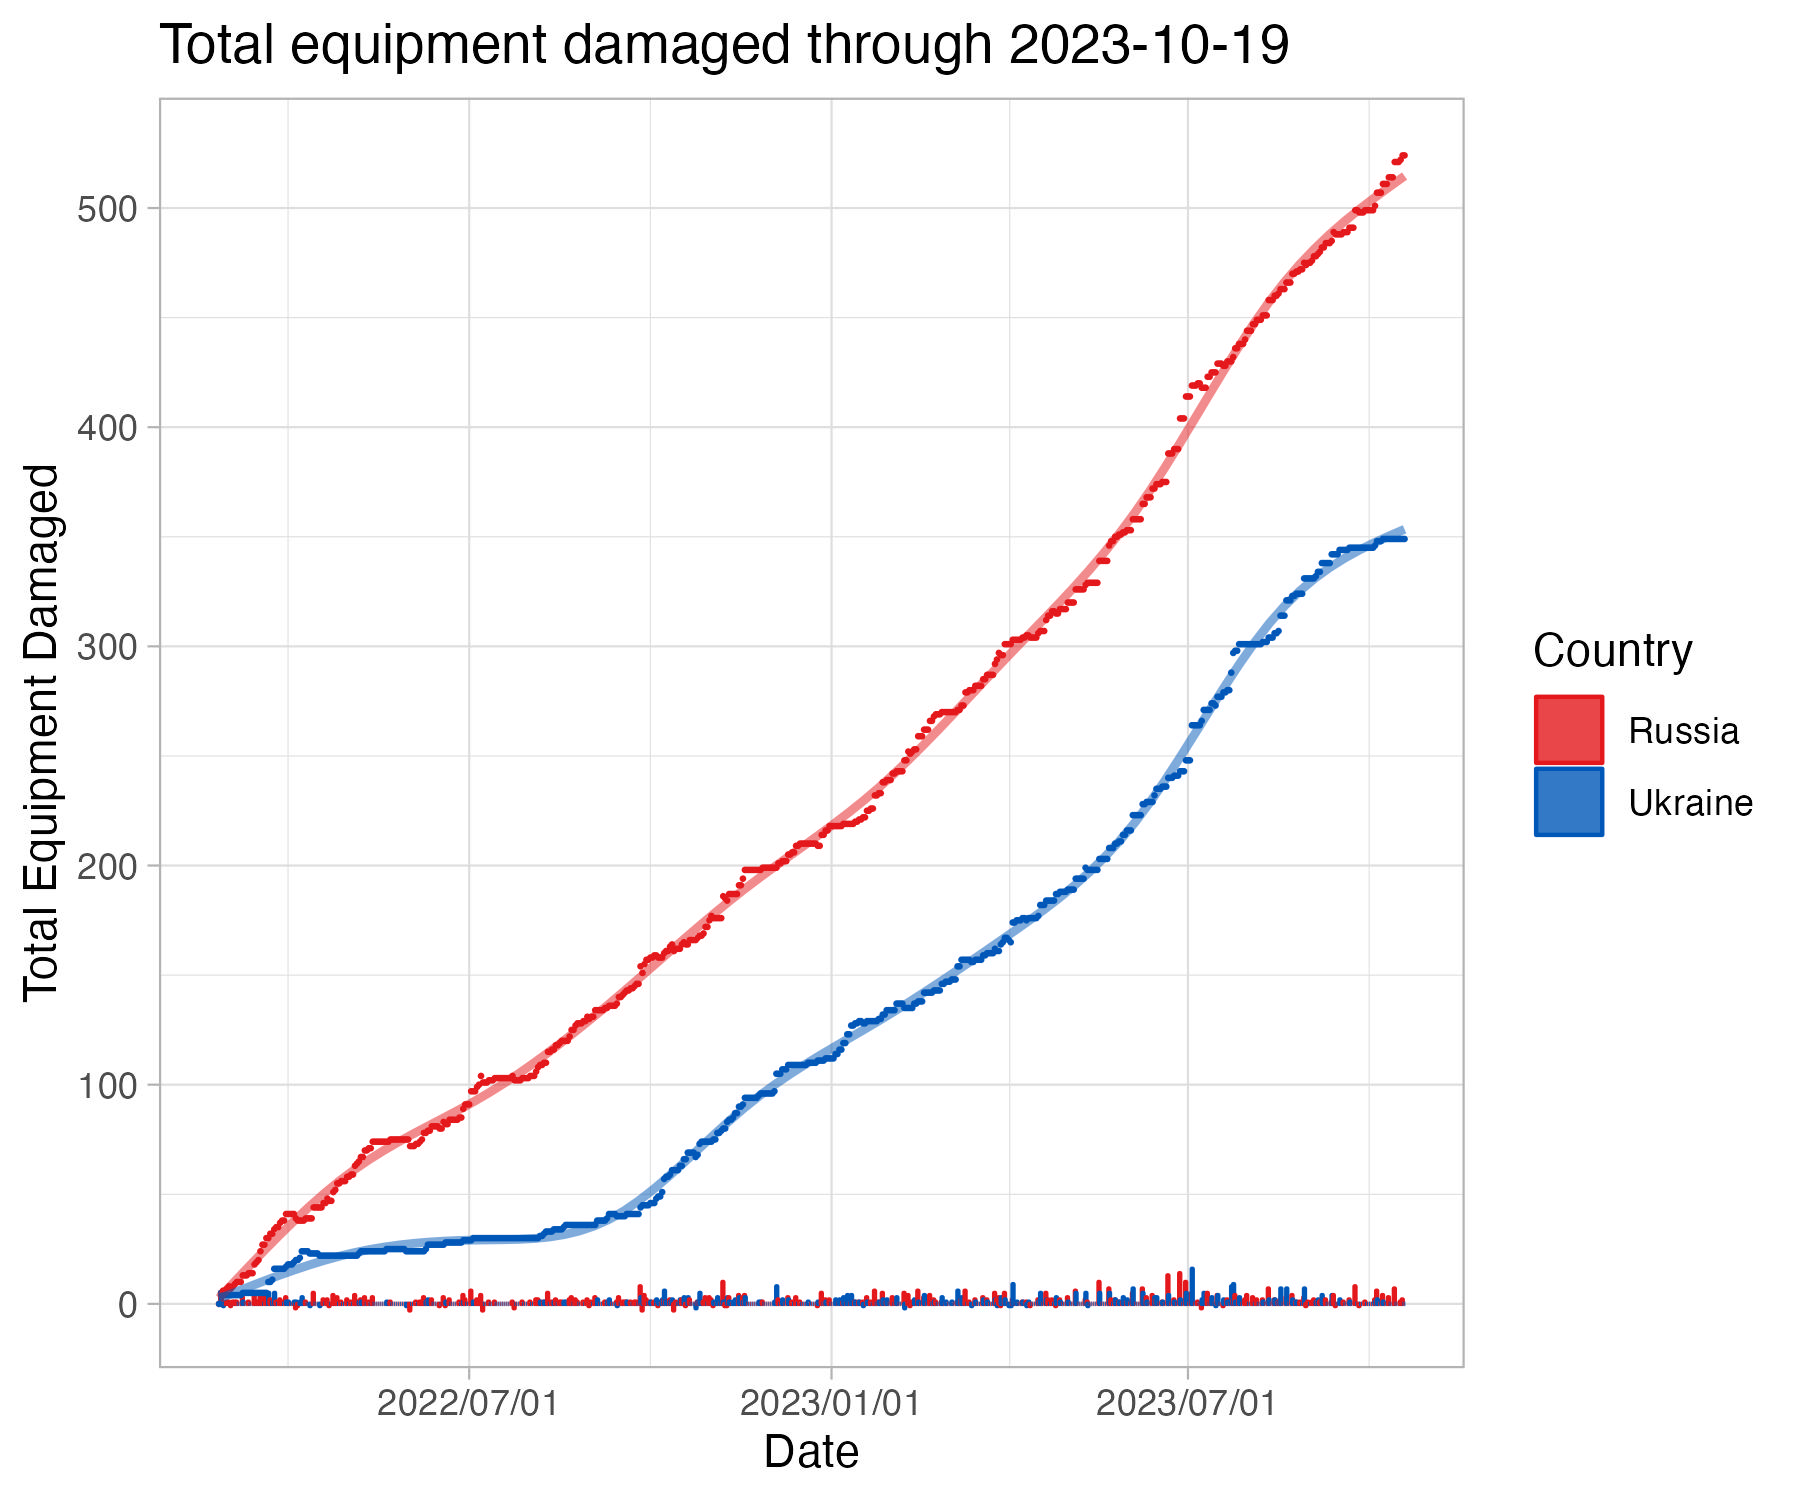 Total equipment damaged through 2023-10-19
Total Equipment Damaged
500
400
300
200
100
0
2022/07/01
2023/01/01
2023/07/01
Date
Country
Russia
Ukraine